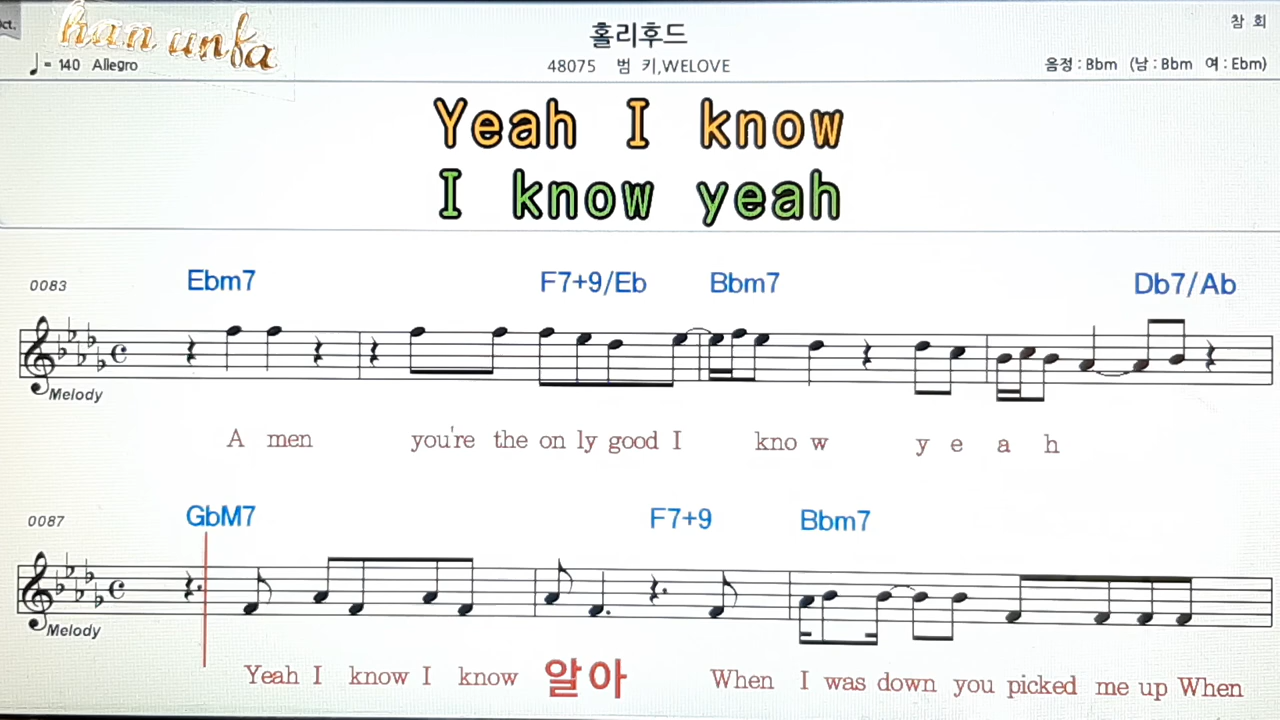 ct.
han unfa
홀리후드
참 회
♩= 140 Allegro
48075 범 키,WELOVE
음정 : Bbm (남 : Bbm 여 : Ebm)
Yeah I know
I know yeah
0083 Ebm7 F7+9/Eb Bbm7 Db7/Ab
Melody
A men you're the on ly good I kno w y e a h
0087 GbM7 F7+9 Bbm7
Melody
Yeah I know I know 알아 When I was down you picked me up When